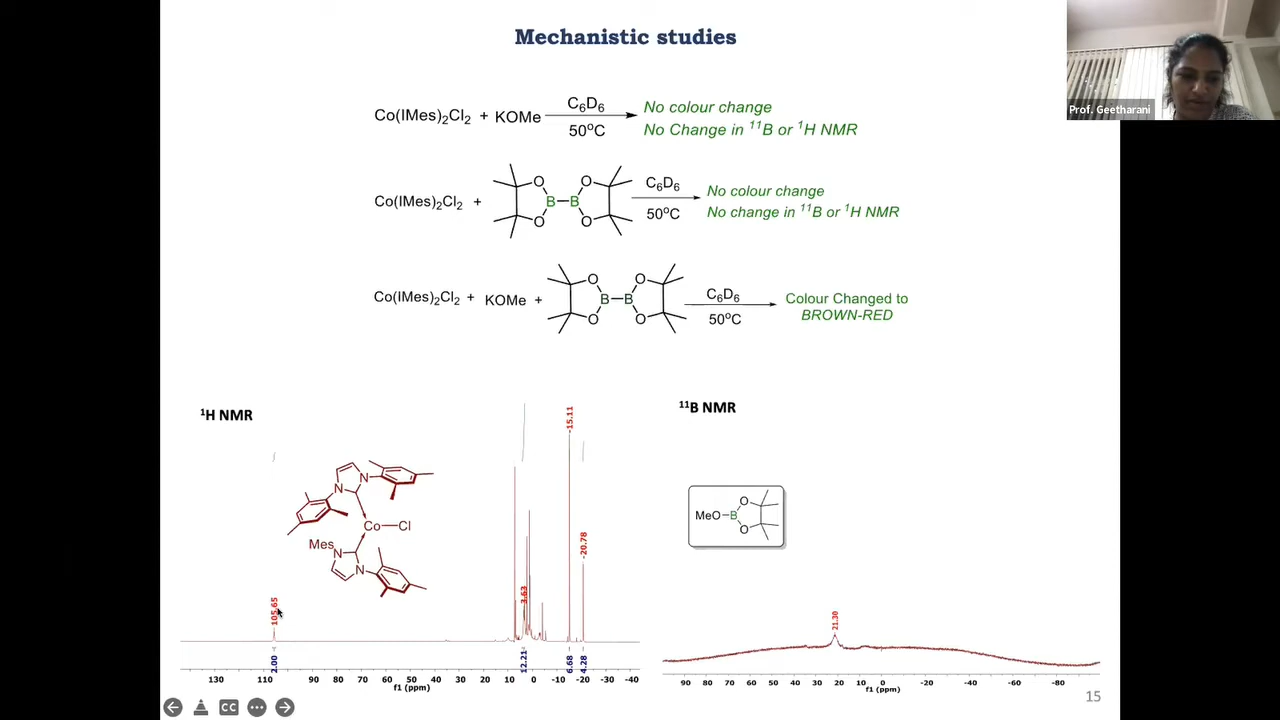 Mechanistic studies
Prof. Geetharani
Co(IMes)₂Cl₂ + KOMe C₆D₆ 50°C No colour change
No Change in ¹¹B or ¹H NMR
Co(IMes)₂Cl₂ + O O B B O O C₆D₆ 50°C No colour change
No change in ¹¹B or ¹H NMR
Co(IMes)₂Cl₂ + KOMe + O O B B O O C₆D₆ 50°C Colour Changed to
BROWN-RED
¹H NMR
N N
Co Cl
Mes N N
105.65
3.63
-15.11
-20.78
2.00
12.21
6.68
4.28
130 110 90 80 70 60 50 40 30 20 10 0 -10 -20 -30 -40
f1 (ppm)
¹¹B NMR
MeO B O O
21.30
90 80 70 60 50 40 30 20 10 0 -20 -40 -60 -80
f1 (ppm)
CC
15